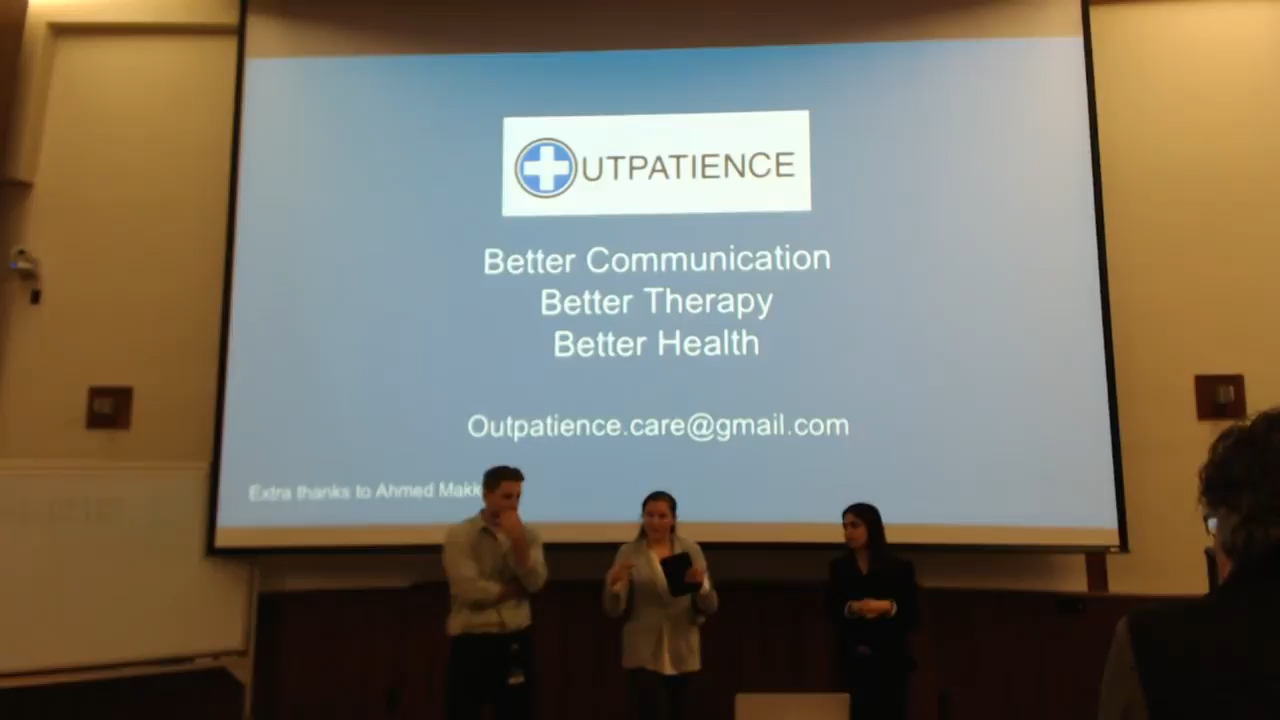 OUTPATIENCE
Better Communication
Better Therapy
Better Health
Outpatience.care@gmail.com
Extra thanks to Ahmed